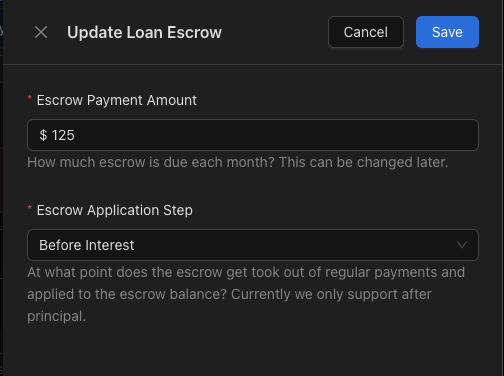 Update Loan Escrow
Cancel
Save
* Escrow Payment Amount
$ 125
How much escrow is due each month? This can be changed later.
* Escrow Application Step
Before Interest
At what point does the escrow get took out of regular payments and
applied to the escrow balance? Currently we only support after
principal.